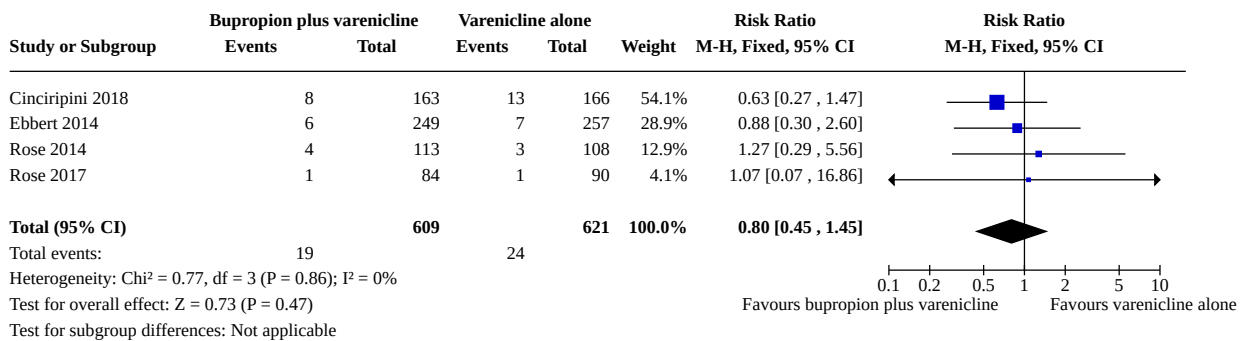 Bupropion plus varenicline Varenicline alone Risk Ratio Risk Ratio
Study or Subgroup Events Total Events Total Weight M-H, Fixed, 95% CI M-H, Fixed, 95% CI
Cinciripini 2018 8 163 13 166 54.1% 0.63 [0.27 , 1.47]
Ebbert 2014 6 249 7 257 28.9% 0.88 [0.30 , 2.60]
Rose 2014 4 113 3 108 12.9% 1.27 [0.29 , 5.56]
Rose 2017 1 84 1 90 4.1% 1.07 [0.07 , 16.86]
Total (95% CI) 609 621 100.0% 0.80 [0.45 , 1.45]
Total events: 19 24
Heterogeneity: Chi² = 0.77, df = 3 (P = 0.86); I² = 0%
0.1 0.2 0.5 1 2 5 10
Test for overall effect: Z = 0.73 (P = 0.47) Favours bupropion plus varenicline Favours varenicline alone
Test for subgroup differences: Not applicable